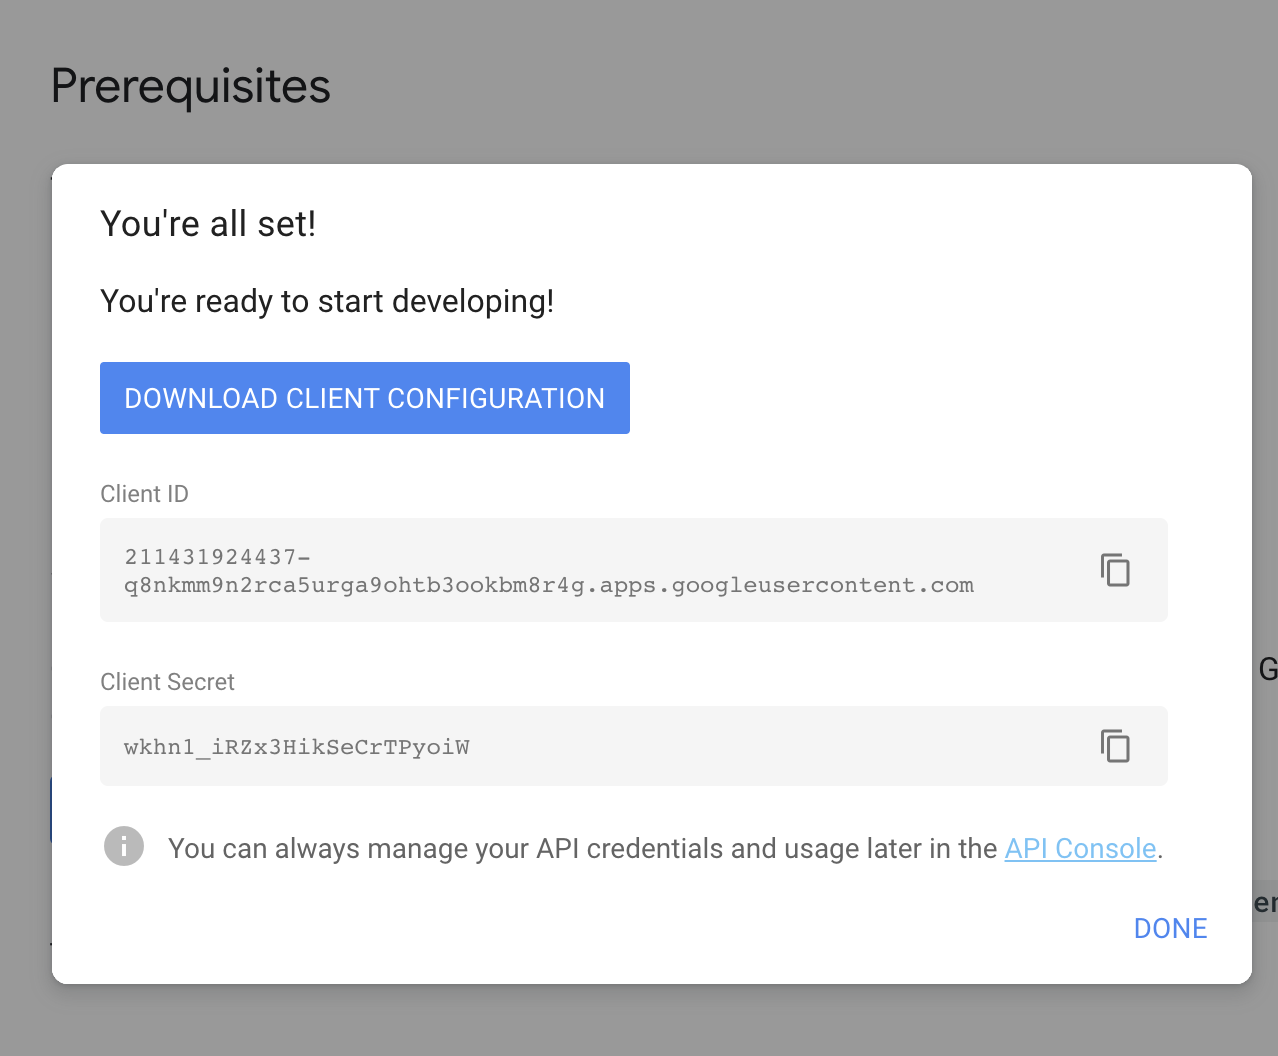 Prerequisites
You're all set!
You're ready to start developing!
DOWNLOAD CLIENT CONFIGURATION
Client ID
211431924437-
q8nkmm9n2rca5urga9ohtb3ookbm8r4g.apps.googleusercontent.com
Client Secret
wkhn1_iRZx3HikSeCrTPyoiW
You can always manage your API credentials and usage later in the API Console.
DONE